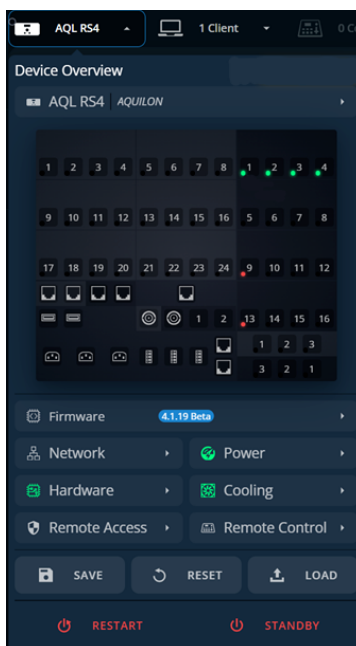 AQL RS4 1 Client 0 C
Device Overview
AQL RS4 AQUILON
1 2 3 4 5 6 7 8 1 2 3 4
9 10 11 12 13 14 15 16 5 6 7 8
17 18 19 20 21 22 23 24 9 10 11 12
1 2 13 14 15 16
1 2 3
3 2 1
Firmware 4.1.19 Beta
Network Power
Hardware Cooling
Remote Access Remote Control
SAVE RESET LOAD
RESTART STANDBY